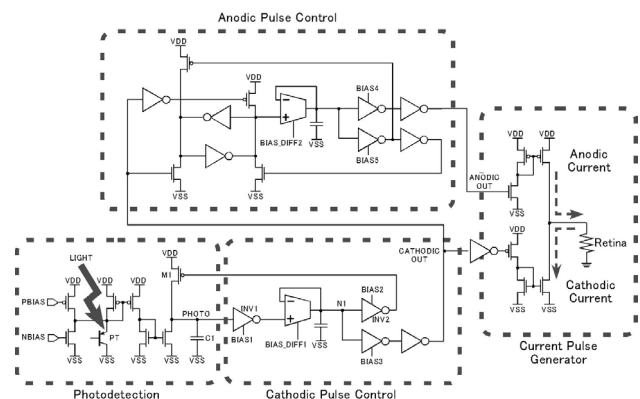 Anodic Pulse Control
VDD
VDD
BIAS4
BIAS_DIFF2
VSS
BIAS5
VSS
VSS
ANODIC
OUT
VDD
VDD
Anodic
Current
VSS
Retina
VDD
Cathodic
Current
VSS
VSS
Current Pulse
Generator
CATHODIC
OUT
LIGHT
VDD
VDD
VDD
M1
PBIAS
NBIAS
PT
PHOTO
C1
VSS
VSS
VSS
VSS
VSS
Photodetection
INV1
BIAS1
BIAS_DIFF1
VSS
N1
BIAS2
INV2
BIAS3
Cathodic Pulse Control